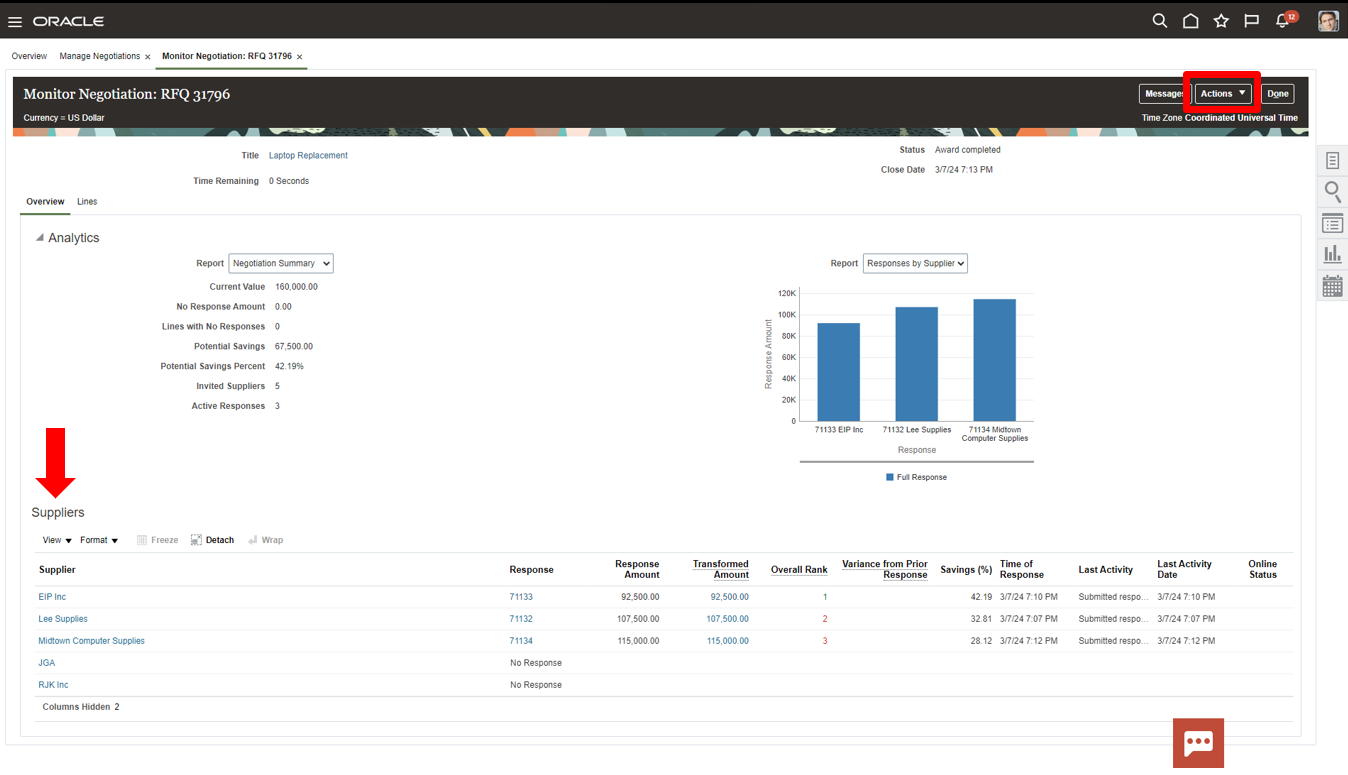 ORACLE
12
Overview Manage Negotiations × Monitor Negotiation: RFQ 31796 ×
Monitor Negotiation: RFQ 31796
Messages Actions Done
Currency = US Dollar
Time Zone Coordinated Universal Time
Title Laptop Replacement
Status Award completed
Time Remaining 0 Seconds
Close Date 3/7/24 7:13 PM
Overview Lines
Analytics
Report Negotiation Summary
Current Value 160,000.00
No Response Amount 0.00
Lines with No Responses 0
Potential Savings 67,500.00
Potential Savings Percent 42.19%
Invited Suppliers 5
Active Responses 3
Report Responses by Supplier
Response Amount
120K
100K
80K
60K
40K
20K
0
71133 EIP Inc 71132 Lee Supplies 71134 Midtown
Computer Supplies
Response
Full Response
Suppliers
View Format Freeze Detach Wrap
Supplier Response Response Amount Transformed Amount Overall Rank Variance from Prior Response Savings (%) Time of Response Last Activity Last Activity Date Online Status
EIP Inc 71133 92,500.00 92,500.00 1 42.19 3/7/24 7:10 PM Submitted respo... 3/7/24 7:10 PM
Lee Supplies 71132 107,500.00 107,500.00 2 32.81 3/7/24 7:07 PM Submitted respo... 3/7/24 7:07 PM
Midtown Computer Supplies 71134 115,000.00 115,000.00 3 28.12 3/7/24 7:12 PM Submitted respo... 3/7/24 7:12 PM
JGA No Response
RJK Inc No Response
Columns Hidden 2